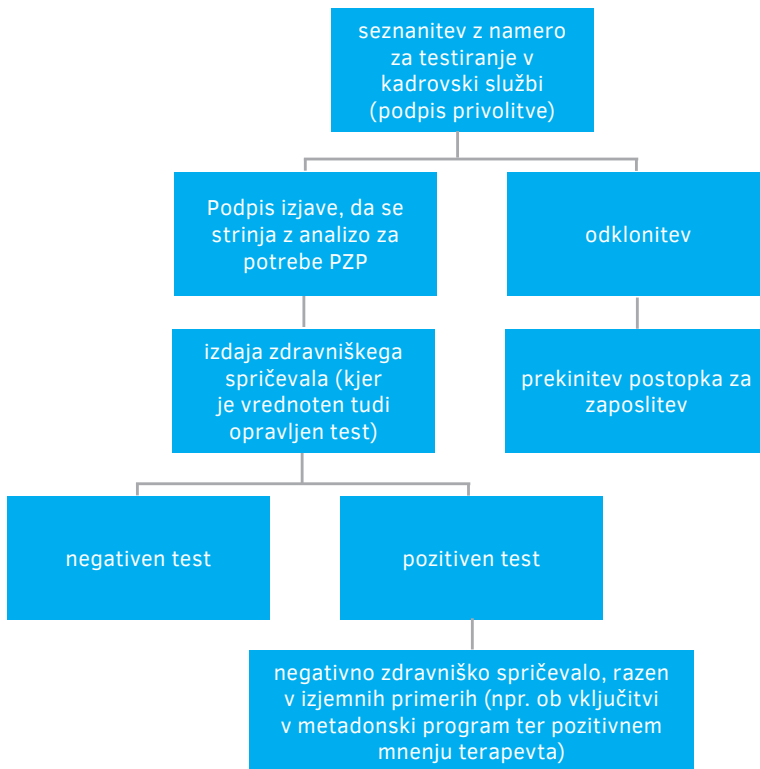 seznanitev z namero
za testiranje v
kadrovski službi
(podpis privolitve)
Podpis izjave, da se
strinja z analizo za
potrebe PZP
odklonitev
izdaja zdravniškega
spričevala (kjer
je vrednoten tudi
opravljen test)
prekinitev postopka za
zaposlitev
negativen test
pozitiven test
negativno zdravniško spričevalo, razen
v izjemnih primerih (npr. ob vključitvi
v metadonski program ter pozitivnem
mnenju terapevta)